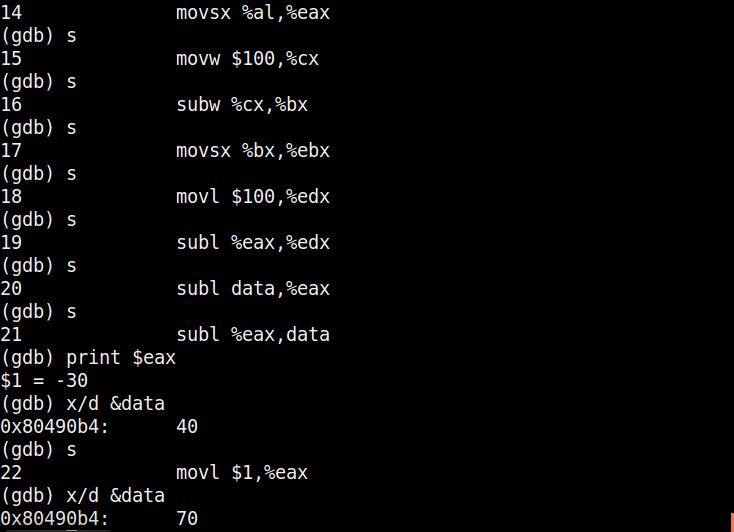 14              movsx %al,%eax
(gdb) s
15              movw $100,%cx
(gdb) s
16              subw %cx,%bx
(gdb) s
17              movsx %bx,%ebx
(gdb) s
18              movl $100,%edx
(gdb) s
19              subl %eax,%edx
(gdb) s
20              subl data,%eax
(gdb) s
21              subl %eax,data
(gdb) print $eax
$1 = -30
(gdb) x/d &data
0x80490b4:      40
(gdb) s
22              movl $1,%eax
(gdb) x/d &data
0x80490b4:      70